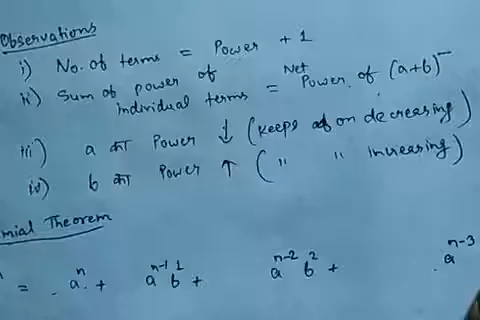 Observations
i) No. of terms = Power + 1
ii) Sum of power of individual terms = Net Power of (a+b)
iii) a का Power ↓ (keeps on decreasing)
iv) b का Power ↑ ( " " increasing)
mial Theorem
= a^n + a^{n-1} b^1 + a^{n-2} b^2 + a^{n-3}